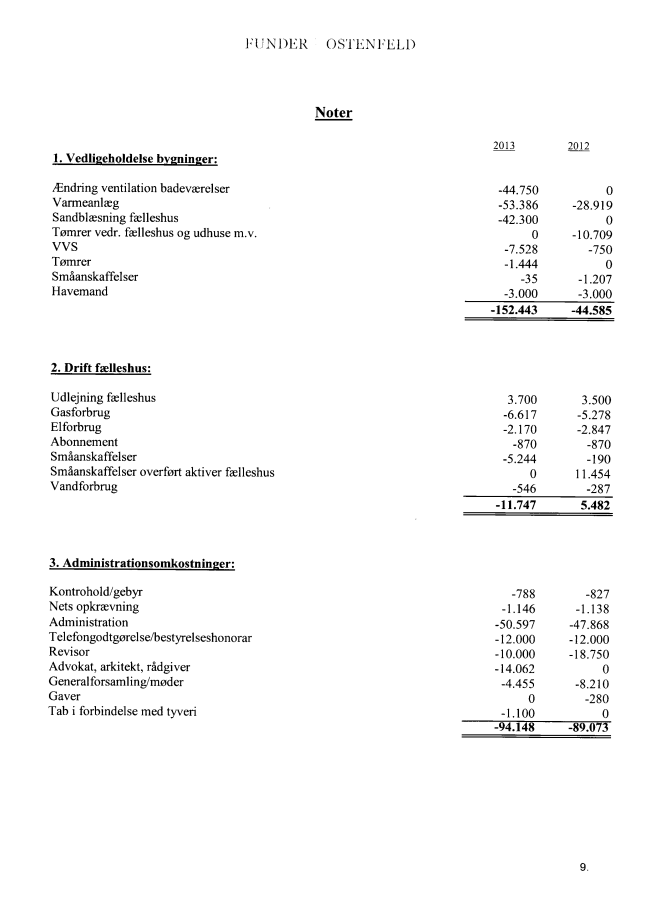 FUNDER OSTENFELD
Noter
2013 2012
1. Vedligeholdelse bygninger:
Ændring ventilation badeværelser -44.750 0
Varmeanlæg -53.386 -28.919
Sandblæsning fælleshus -42.300 0
Tømrer vedr. fælleshus og udhuse m.v. 0 -10.709
VVS -7.528 -750
Tømrer -1.444 0
Småanskaffelser -35 -1.207
Havemand -3.000 -3.000
-152.443 -44.585
2. Drift fælleshus:
Udlejning fælleshus 3.700 3.500
Gasforbrug -6.617 -5.278
Elforbrug -2.170 -2.847
Abonnement -870 -870
Småanskaffelser -5.244 -190
Småanskaffelser overført aktiver fælleshus 0 11.454
Vandforbrug -546 -287
-11.747 5.482
3. Administrationsomkostninger:
Kontrohold/gebyr -788 -827
Nets opkrævning -1.146 -1.138
Administration -50.597 -47.868
Telefongodtgørelse/bestyrelseshonorar -12.000 -12.000
Revisor -10.000 -18.750
Advokat, arkitekt, rådgiver -14.062 0
Generalforsamling/møder -4.455 -8.210
Gaver 0 -280
Tab i forbindelse med tyveri -1.100 0
-94.148 -89.073
9.